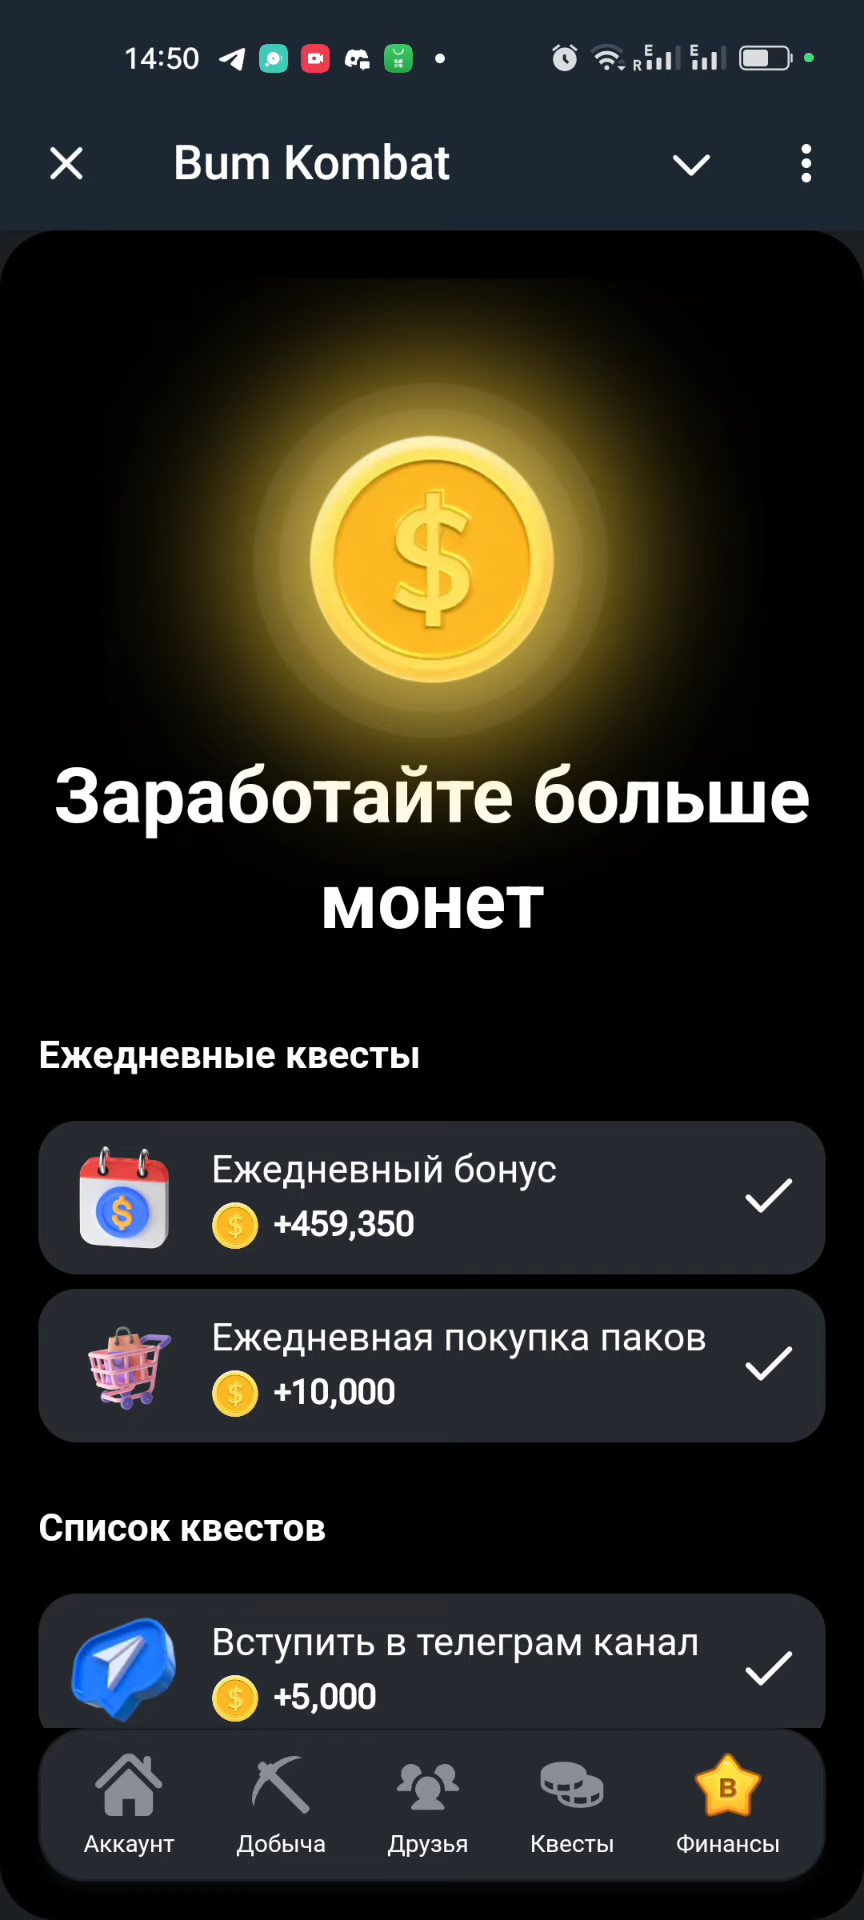 14:50
R E E
Bum Kombat
$
Заработайте больше
монет
Ежедневные квесты
Ежедневный бонус
+459,350
Ежедневная покупка паков
+10,000
Список квестов
Вступить в телеграм канал
+5,000
B
Аккаунт Добыча Друзья Квесты Финансы